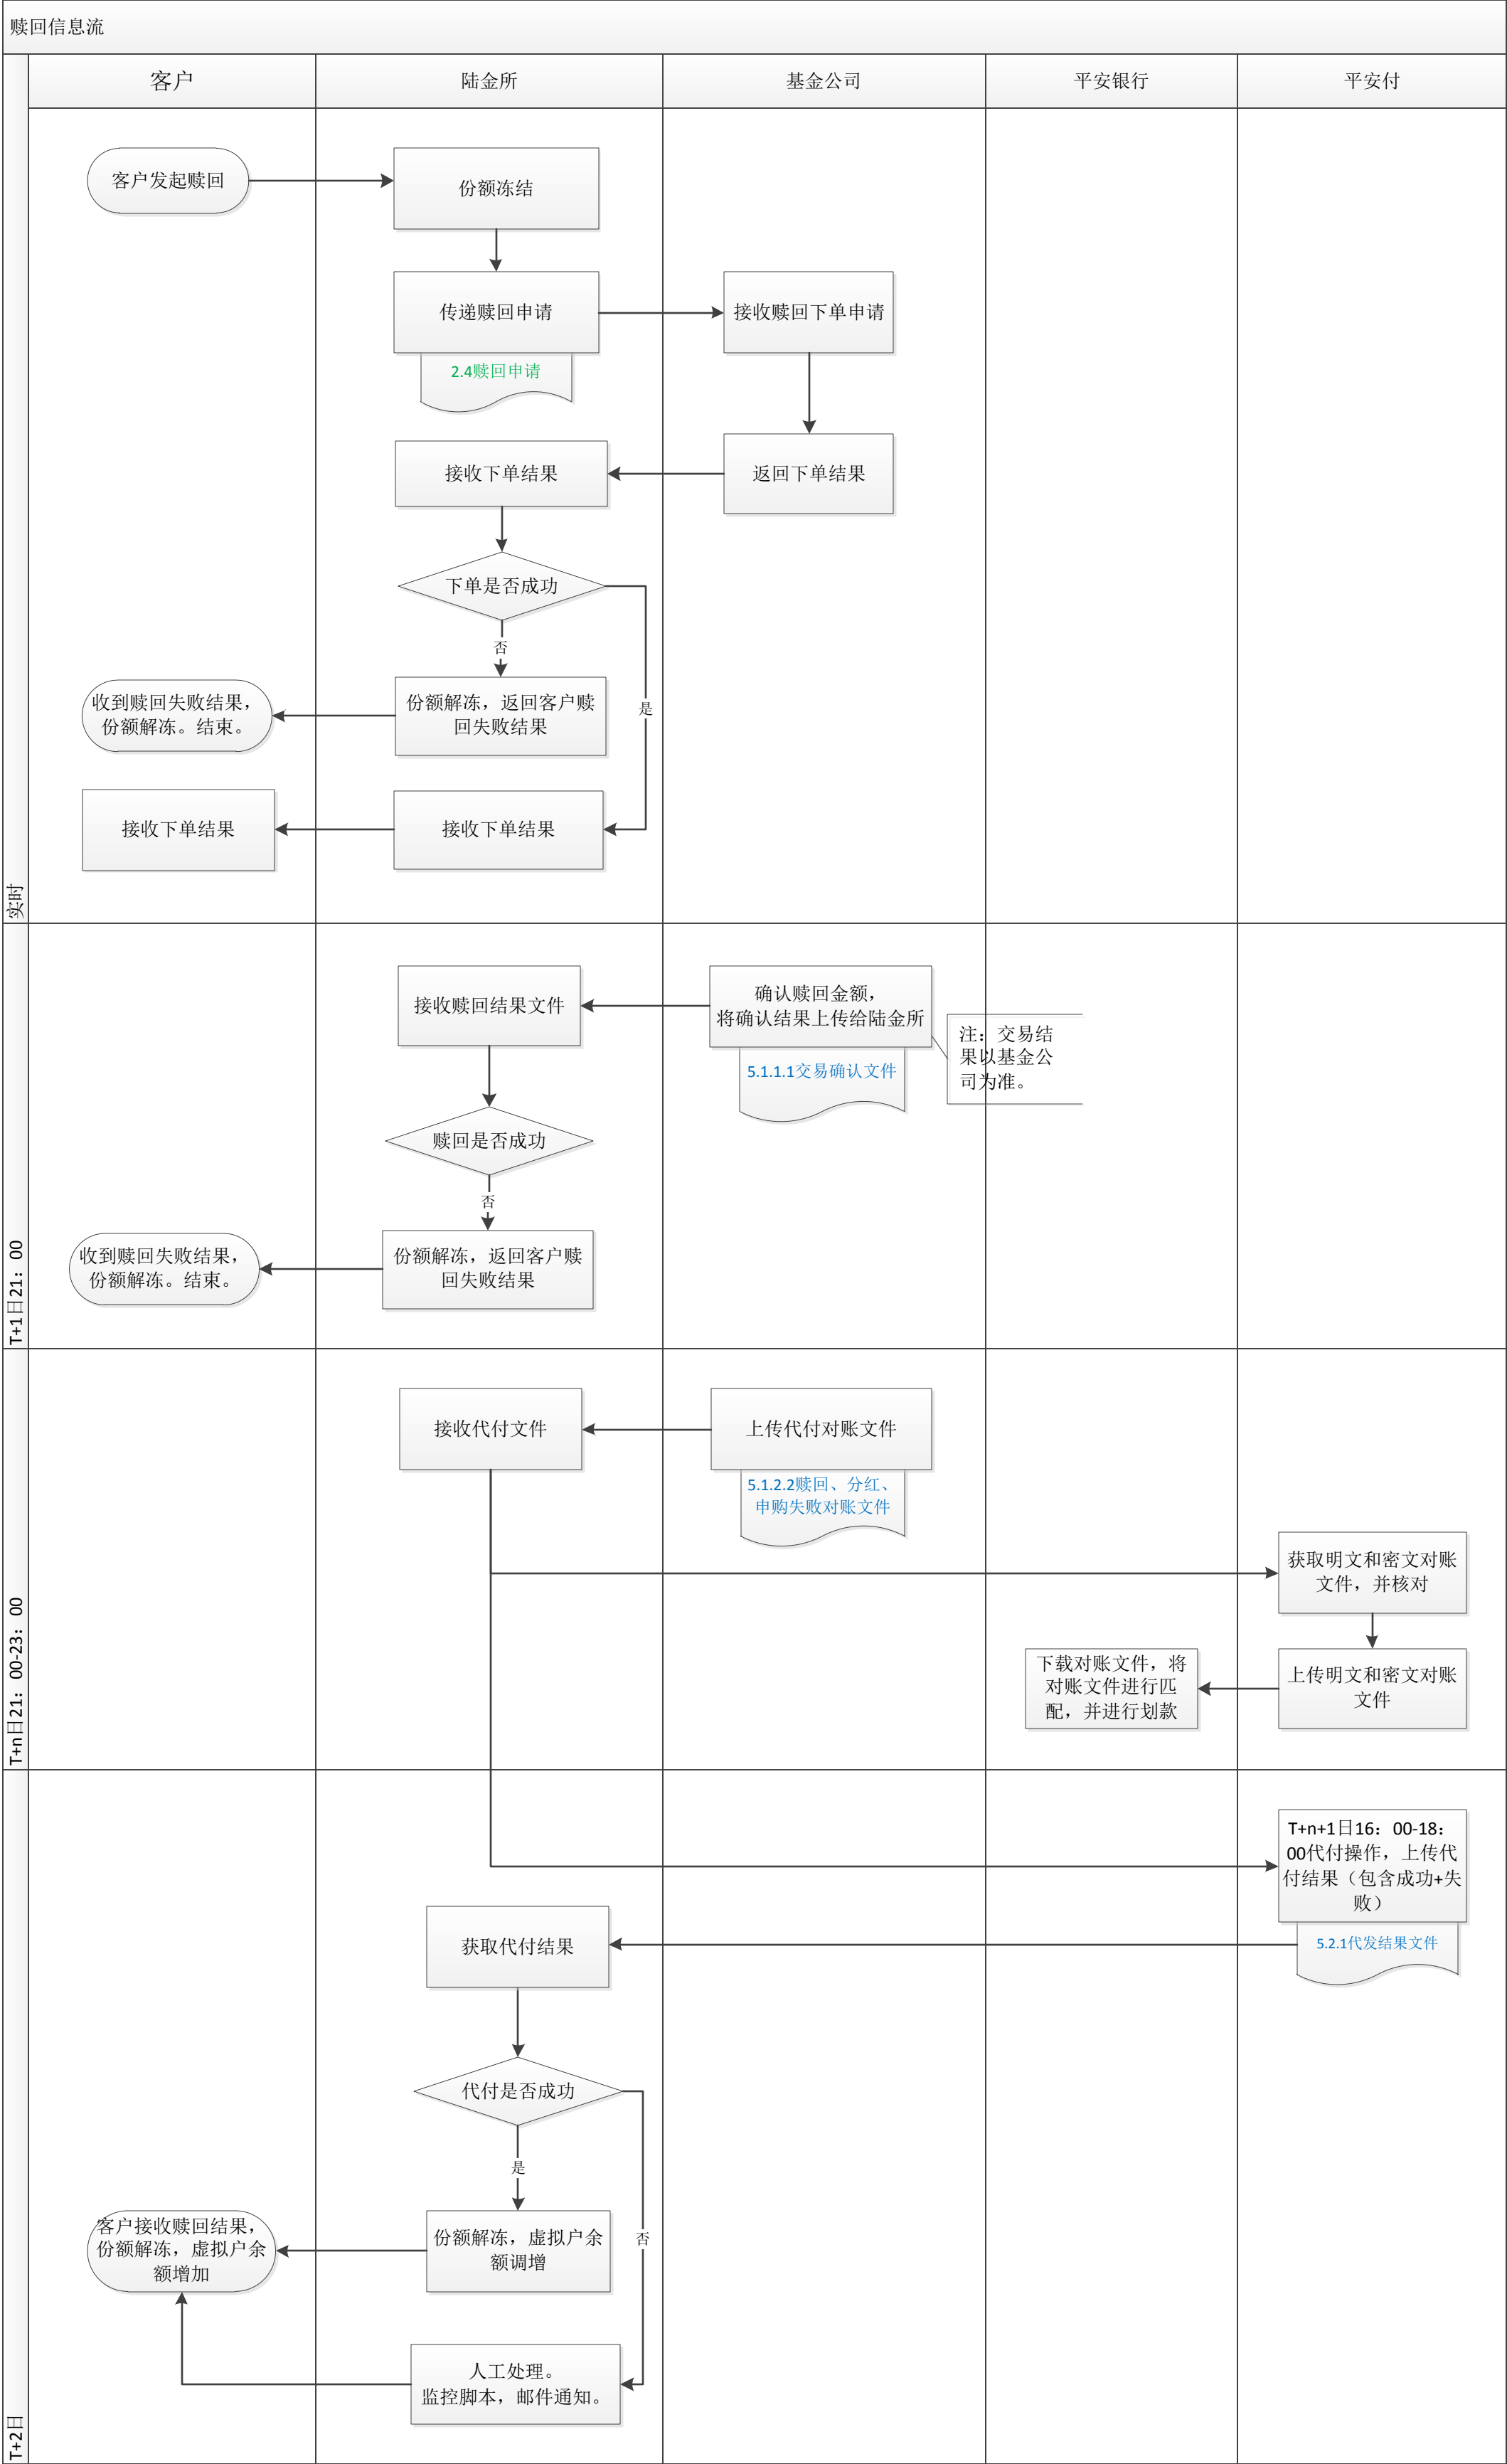 赎回信息流
客户
陆金所
基金公司
平安银行
平安付
实时
客户发起赎回
份额冻结
传递赎回申请
2.4赎回申请
接收赎回下单申请
返回下单结果
接收下单结果
下单是否成功
否
是
份额解冻，返回客户赎
回失败结果
收到赎回失败结果，
份额解冻。结束。
接收下单结果
接收下单结果
T+1日21：00
确认赎回金额，
将确认结果上传给陆金所
5.1.1.1交易确认文件
注：交易结
果以基金公
司为准。
接收赎回结果文件
赎回是否成功
否
份额解冻，返回客户赎
回失败结果
收到赎回失败结果，
份额解冻。结束。
T+n日21：00-23：00
上传代付对账文件
5.1.2.2赎回、分红、
申购失败对账文件
接收代付文件
获取明文和密文对账
文件，并核对
上传明文和密文对账
文件
下载对账文件，将
对账文件进行匹
配，并进行划款
T+2日
T+n+1日16：00-18：
00代付操作，上传代
付结果（包含成功+失
败）
5.2.1代发结果文件
获取代付结果
代付是否成功
是
否
份额解冻，虚拟户余
额调增
客户接收赎回结果，
份额解冻，虚拟户余
额增加
人工处理。
监控脚本，邮件通知。